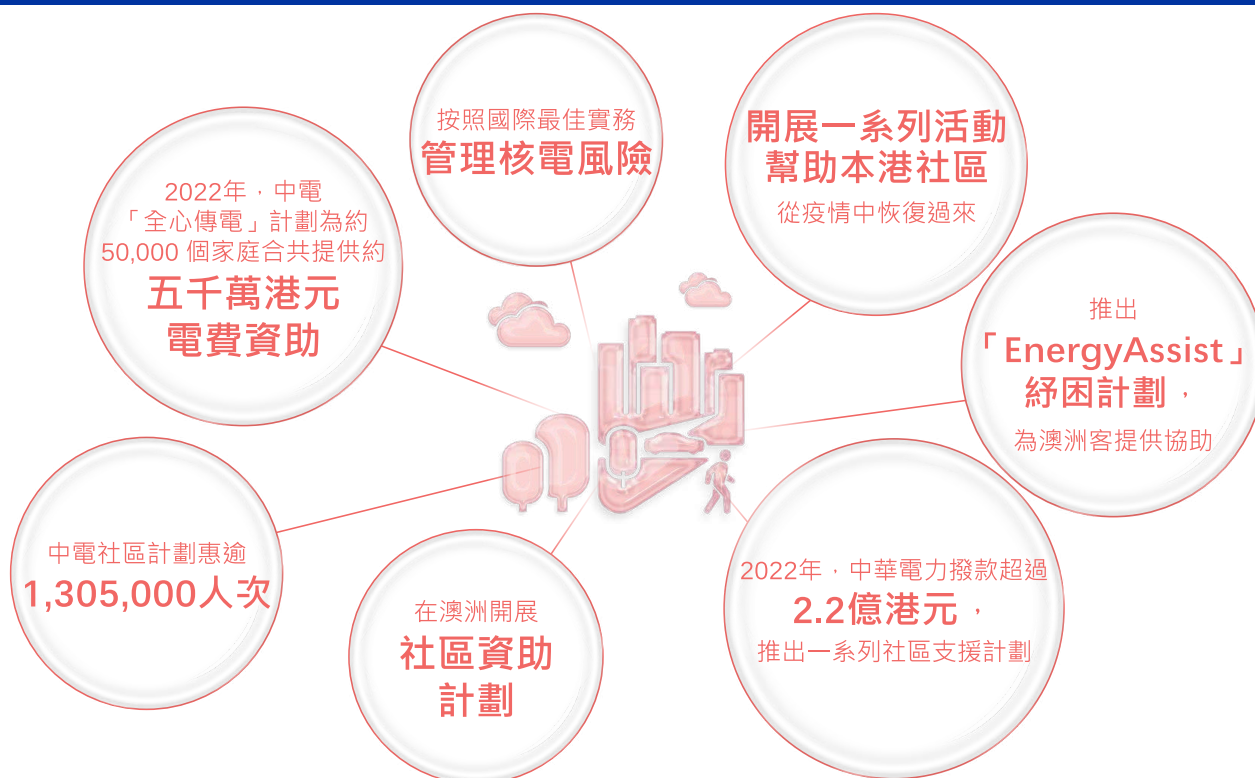 按照國際最佳實務
管理核電風險
開展一系列活動
幫助本港社區
從疫情中恢復過來
2022年，中電
「全心傳電」計劃為約
50,000 個家庭合共提供約
五千萬港元
電費資助
推出
「EnergyAssist」
紓困計劃，
為澳洲客提供協助
中電社區計劃惠逾
1,305,000人次
在澳洲開展
社區資助
計劃
2022年，中華電力撥款超過
2.2億港元，
推出一系列社區支援計劃